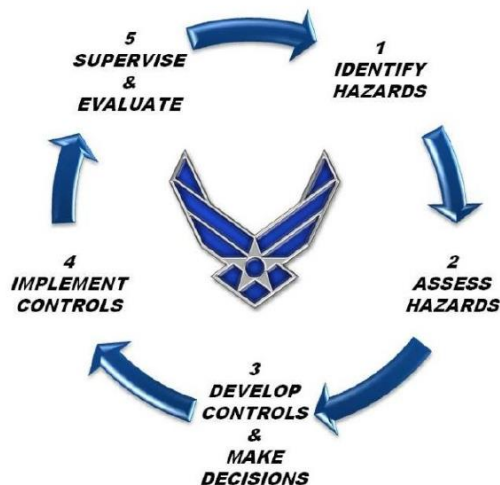 1
IDENTIFY
HAZARDS
2
ASSESS
HAZARDS
3
DEVELOP
CONTROLS
&
MAKE
DECISIONS
4
IMPLEMENT
CONTROLS
5
SUPERVISE
&
EVALUATE